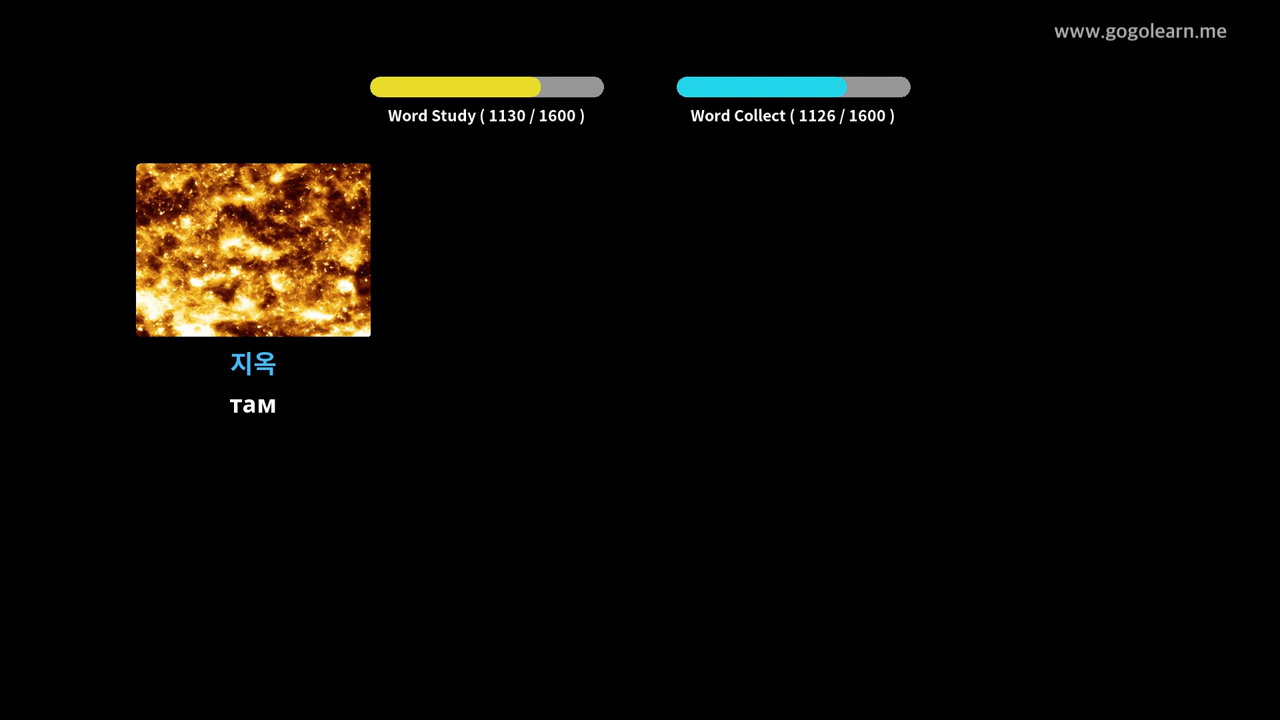 www.gogolearn.me
Word Study ( 1130 / 1600 )
Word Collect ( 1126 / 1600 )
지옥
там